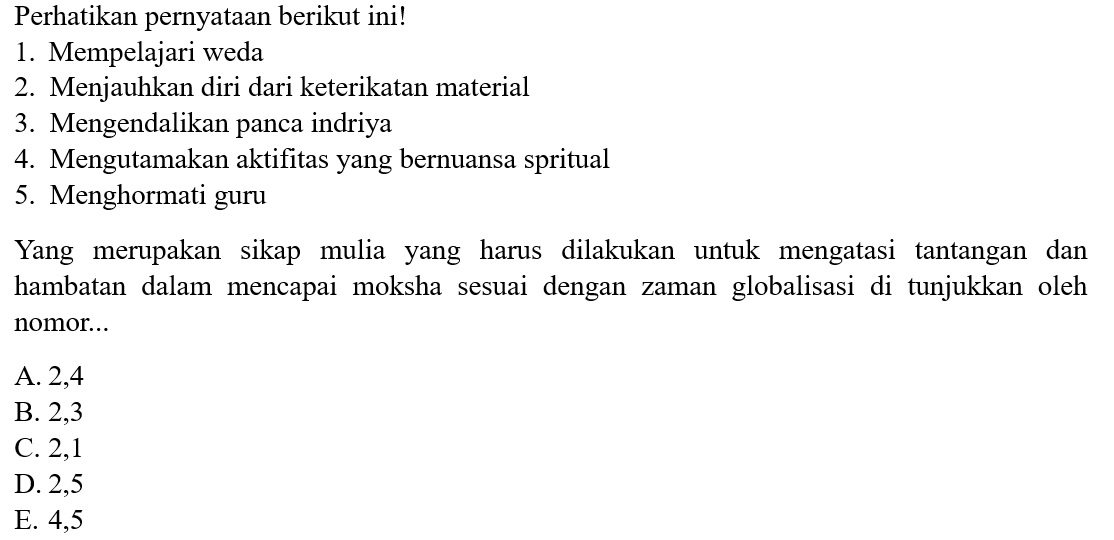 Perhatikan pernyataan berikut ini!
1. Mempelajari weda
2. Menjauhkan diri dari keterikatan material
3. Mengendalikan panca indriya
4. Mengutamakan aktifitas yang bernuansa spritual
5. Menghormati guru
Yang merupakan sikap mulia yang harus dilakukan untuk mengatasi tantangan dan
hambatan dalam mencapai moksha sesuai dengan zaman globalisasi di tunjukkan oleh
nomor...
A. 2,4
B. 2,3
C. 2,1
D. 2,5
E. 4,5